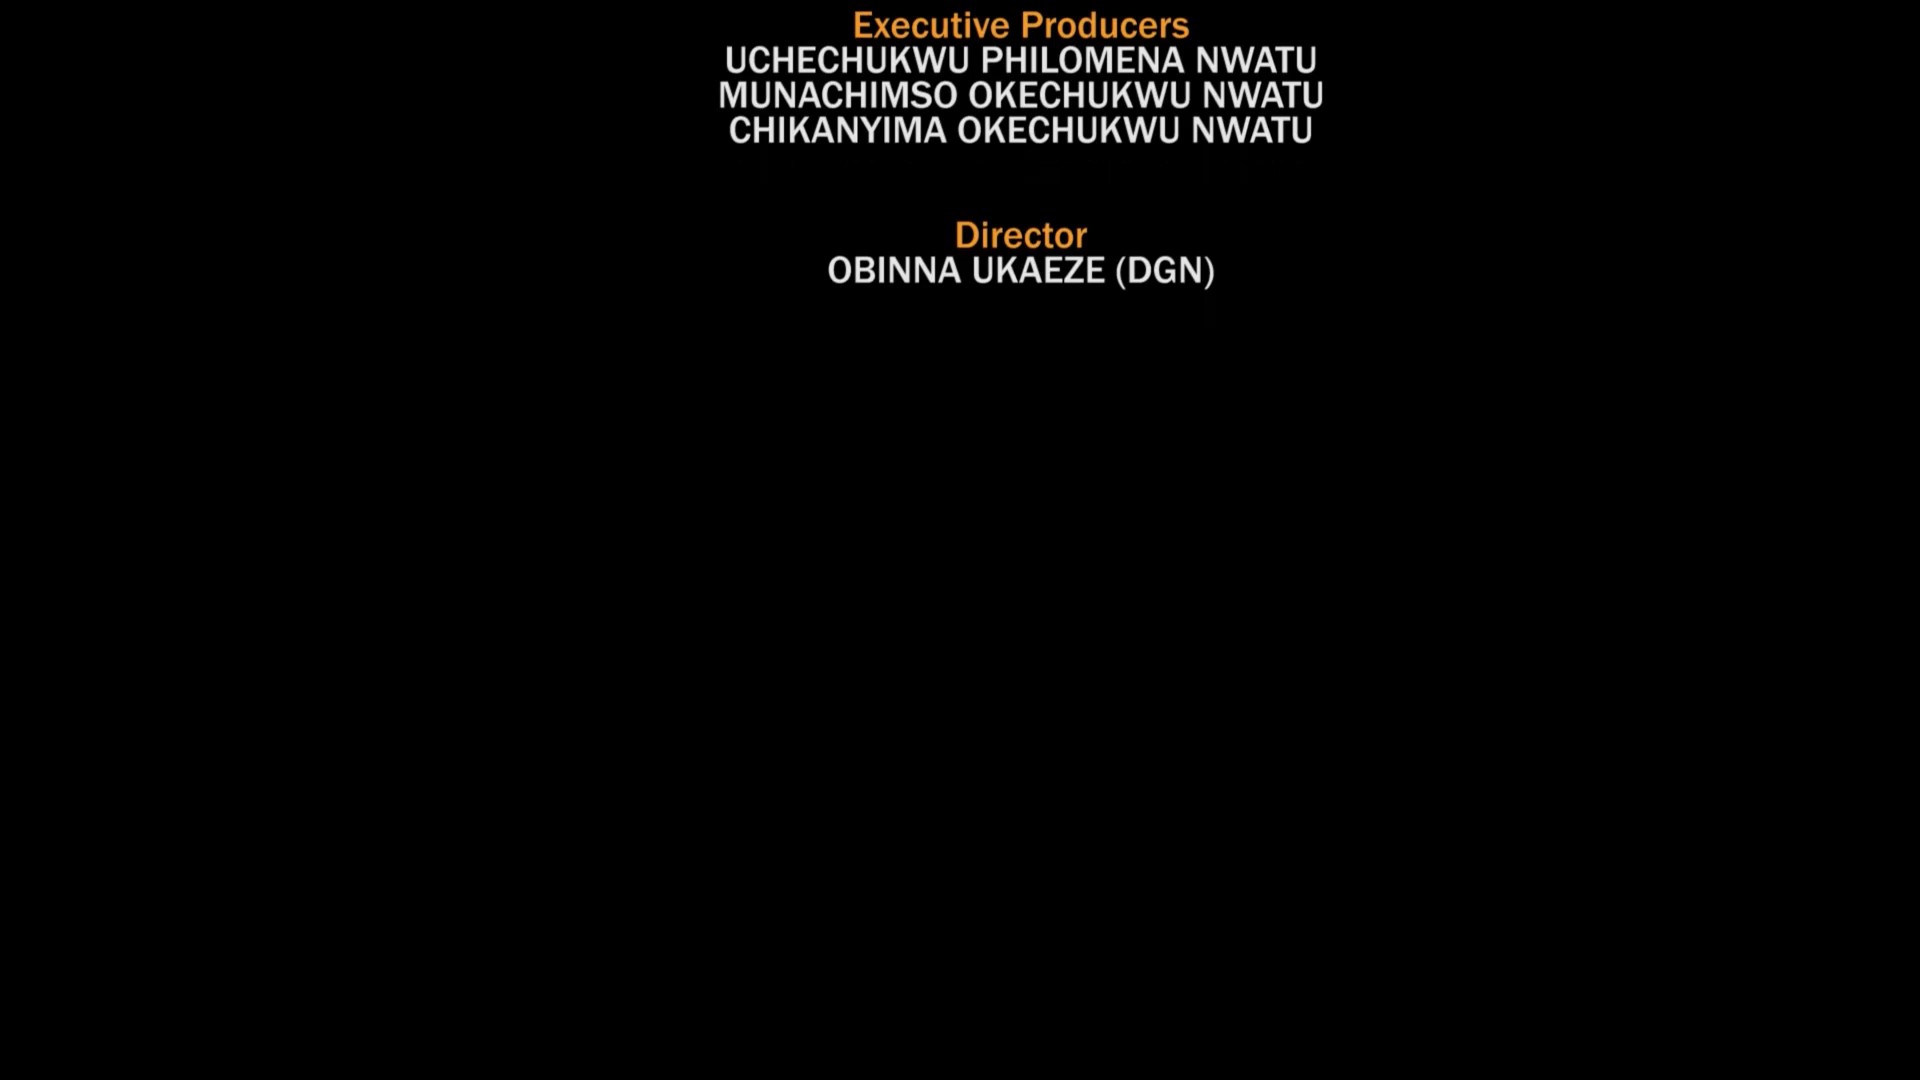 Executive Producers
UCHECHUKWU PHILOMENA NWATU
MUNACHIMSO OKECHUKWU NWATU
CHIKANYIMA OKECHUKWU NWATU
Director
OBINNA UKAEZE (DGN)